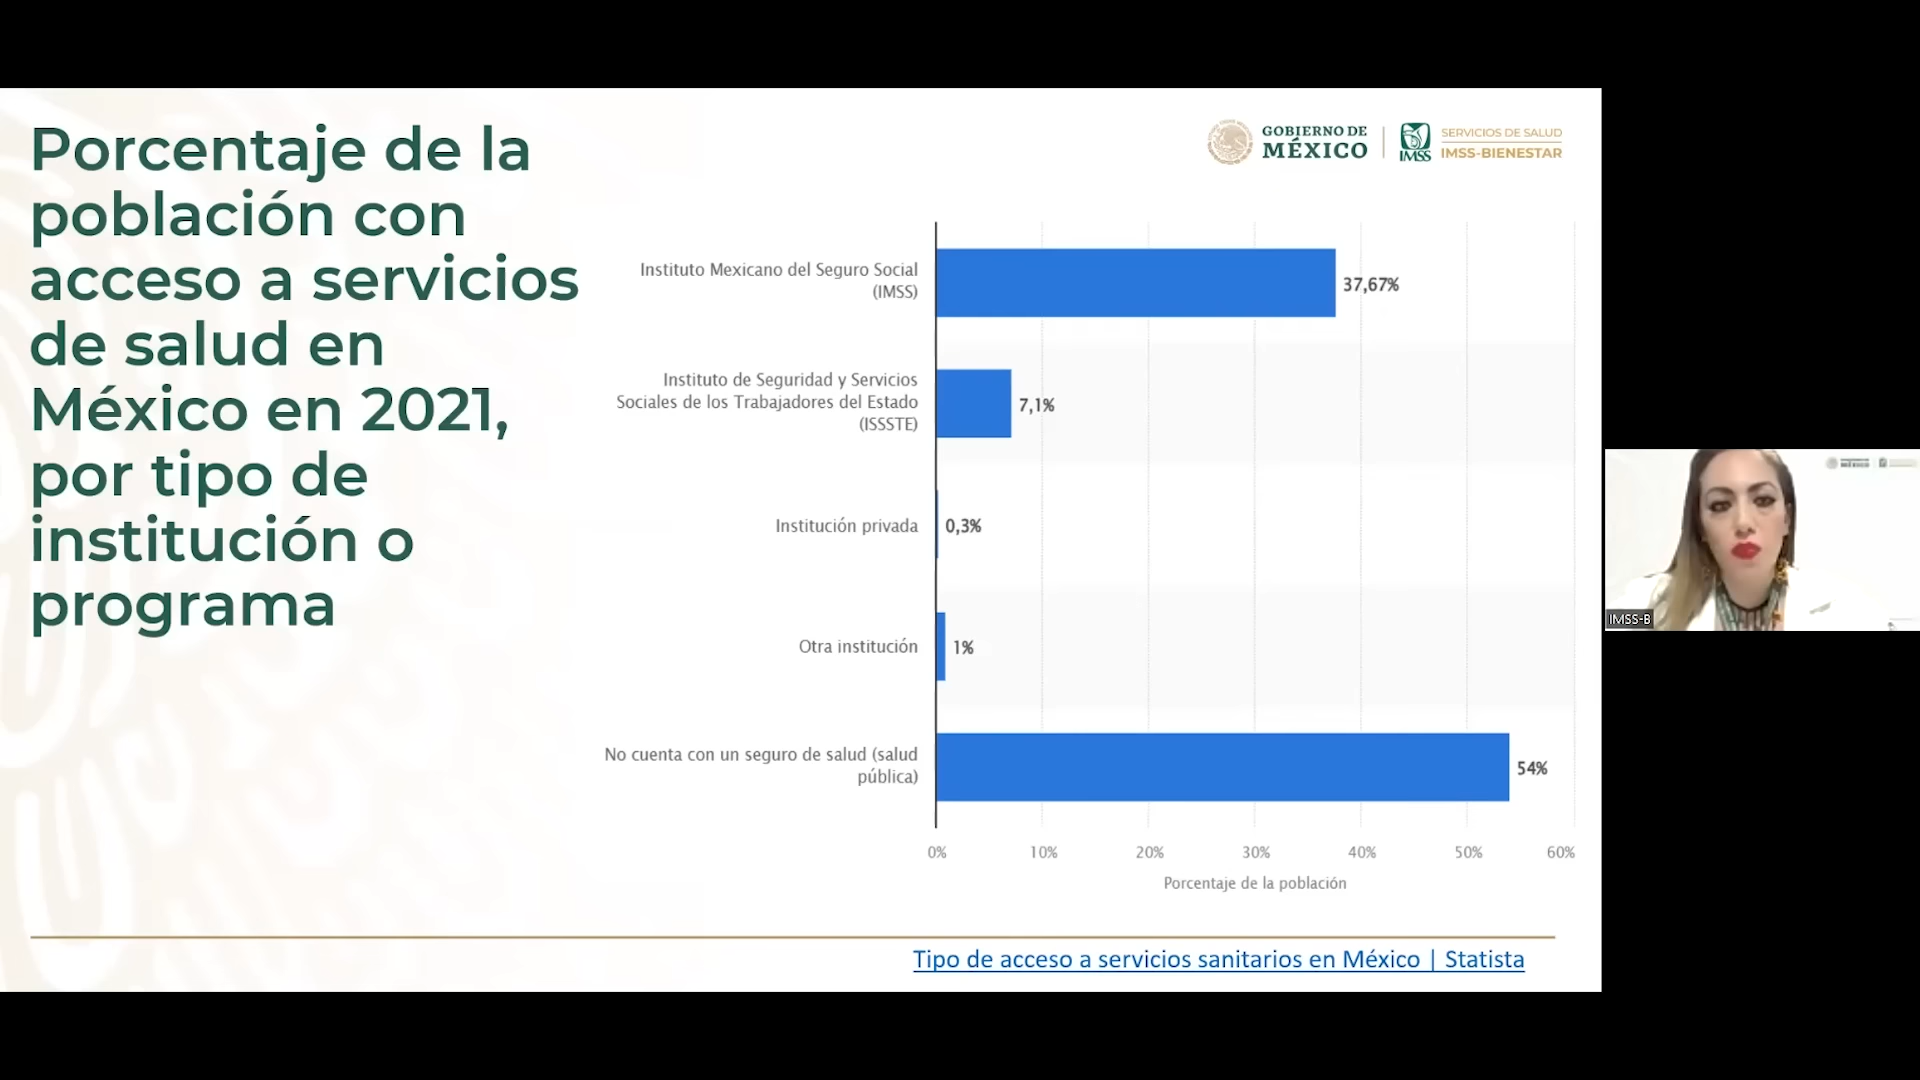 Porcentaje de la
población con
acceso a servicios
de salud en
México en 2021,
por tipo de
institución o
programa
GOBIERNO DE
MÉXICO
IMSS
SERVICIOS DE SALUD
IMSS-BIENESTAR
Instituto Mexicano del Seguro Social
(IMSS)
37,67%
Instituto de Seguridad y Servicios
Sociales de los Trabajadores del Estado
(ISSSTE)
7,1%
Institución privada
0,3%
Otra institución
1%
No cuenta con un seguro de salud (salud
pública)
54%
0% 10% 20% 30% 40% 50% 60%
Porcentaje de la población
Tipo de acceso a servicios sanitarios en México | Statista
IMSS-B